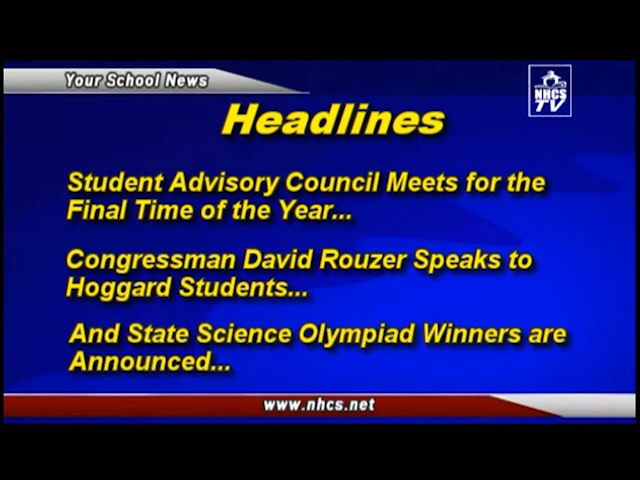 Your School News
NHCS
TV
Headlines
Student Advisory Council Meets for the
Final Time of the Year...
Congressman David Rouzer Speaks to
Hoggard Students...
And State Science Olympiad Winners are
Announced...
www.nhcs.net